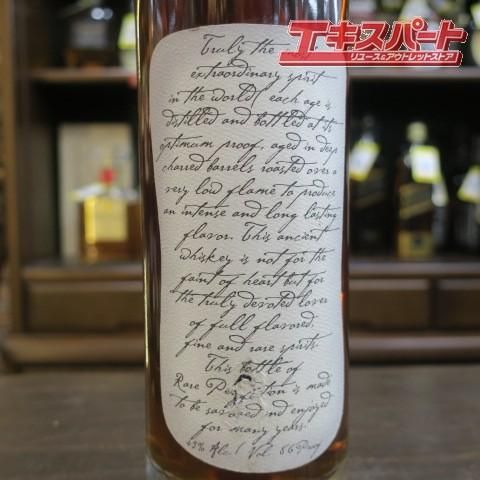 エキスパート
リユース&アウトレットストア
Truly the most
extraordinary spirit
in the world, each age is
distilled and bottled at its
optimum proof, aged in deep
charred barrels roasted over a
very low flame to produce
an intense and long lasting
flavor. This ancient
whiskey is not for the
faint of heart but for
the truly devoted lover
of full flavored,
fine and rare spirits.
This bottle of
Rare Perfection is made
to be savored and enjoyed
for many years.
43% Alc / Vol 86 Proof